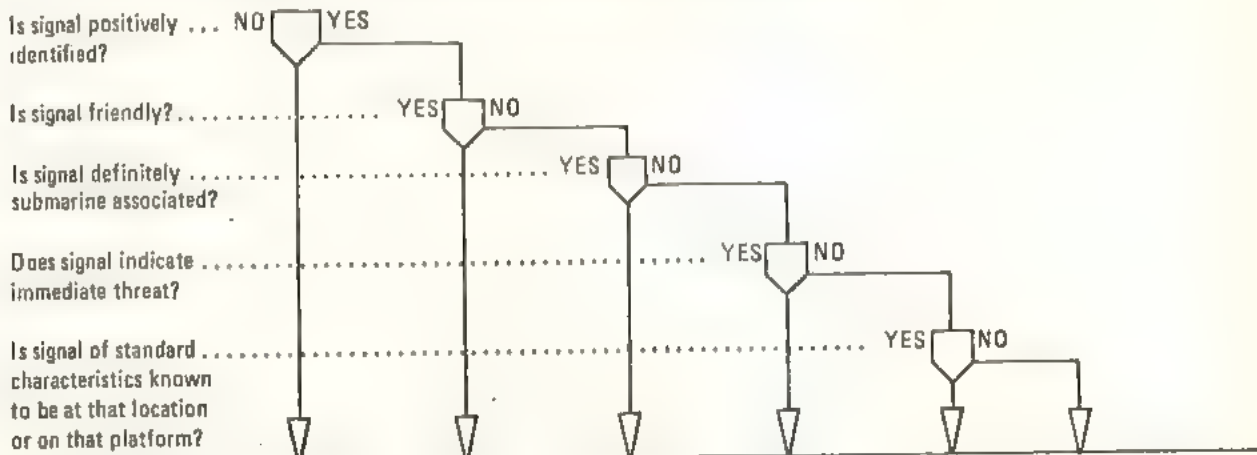 Is signal positively ... NO YES
identified?
Is signal friendly? .................... YES NO
Is signal definitely .................................. YES NO
submarine associated?
Does signal indicate .................................................. YES NO
immediate threat?
Is signal of standard .................................................................. YES NO
characteristics known
to be at that location
or on that platform?